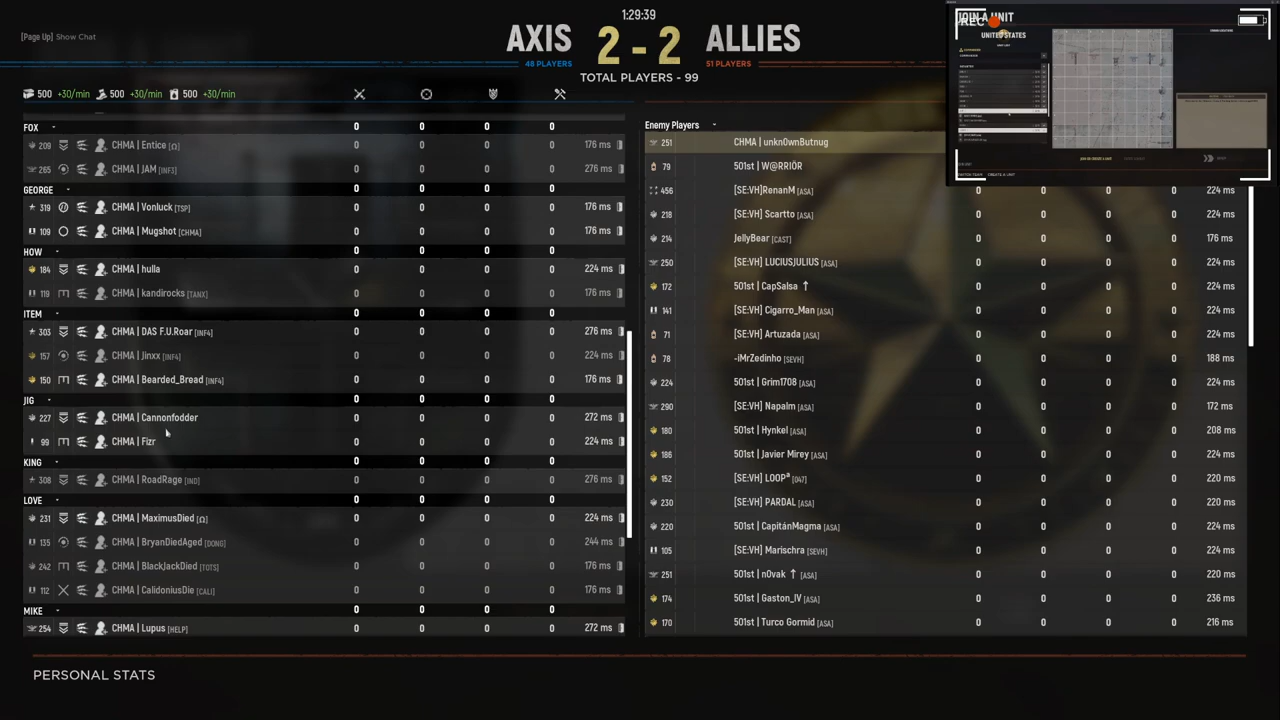 1:29:39
[Page Up] Show Chat
AXIS 2 - 2 ALLIES
48 PLAYERS 51 PLAYERS
TOTAL PLAYERS - 99
500 +30/min 500 +30/min 500 +30/min
FOX 0 0 0 0
209 CHMA | Entice [Ω] 0 0 0 0 176 ms
265 CHMA | JAM [INF3] 0 0 0 0 276 ms
GEORGE 0 0 0 0
319 CHMA | Vonluck [TSP] 0 0 0 0 176 ms
109 CHMA | Mugshot [CHMA] 0 0 0 0 176 ms
HOW 0 0 0 0
184 CHMA | hulla 0 0 0 0 224 ms
119 CHMA | kandirocks [TANX] 0 0 0 0 176 ms
ITEM 0 0 0 0
303 CHMA | DAS F.U.Roar [INF4] 0 0 0 0 276 ms
157 CHMA | Jinxx [INF4] 0 0 0 0 224 ms
150 CHMA | Bearded_Bread [INF4] 0 0 0 0 176 ms
JIG 0 0 0 0
227 CHMA | Cannonfodder 0 0 0 0 272 ms
99 CHMA | Fizr 0 0 0 0 224 ms
KING 0 0 0 0
308 CHMA | RoadRage [IND] 0 0 0 0 276 ms
LOVE 0 0 0 0
231 CHMA | MaximusDied [Ω] 0 0 0 0 224 ms
135 CHMA | BryanDiedAged [DONG] 0 0 0 0 244 ms
242 CHMA | BlackJackDied [TOTS] 0 0 0 0 176 ms
112 CHMA | CalidoniusDie [CALI] 0 0 0 0 176 ms
MIKE 0 0 0 0
254 CHMA | Lupus [HELP] 0 0 0 0 272 ms
Enemy Players
251 CHMA | unknOwnButnug
79 501st | W@RRIÖR
456 [SE:VH]RenanM [ASA] 0 0 0 0 224 ms
218 [SE:VH] Scartto [ASA] 0 0 0 0 224 ms
214 JellyBear [CAST] 0 0 0 0 176 ms
250 [SE:VH] LUCIUSJULIUS [ASA] 0 0 0 0 224 ms
172 501st | CapSalsa ↑ 0 0 0 0 224 ms
141 [SE:VH] Cigarro_Man [ASA] 0 0 0 0 224 ms
71 [SE:VH] Artuzada [ASA] 0 0 0 0 224 ms
78 -iMrZedinho [SEVH] 0 0 0 0 188 ms
224 501st | Grim1708 [ASA] 0 0 0 0 224 ms
290 501st | Napalm [ASA] 0 0 0 0 172 ms
180 501st | Hynkel [ASA] 0 0 0 0 208 ms
186 501st | Javier Mirey [ASA] 0 0 0 0 224 ms
152 [SE:VH] LOOPª [047] 0 0 0 0 220 ms
230 [SE:VH] PARDAL [ASA] 0 0 0 0 220 ms
220 501st | CapitánMagma [ASA] 0 0 0 0 224 ms
105 [SE:VH] Marischra [SEVH] 0 0 0 0 224 ms
251 501st | n0vak ↑ [ASA] 0 0 0 0 220 ms
174 501st | Gaston_IV [ASA] 0 0 0 0 236 ms
170 501st | Turco Gormid [ASA] 0 0 0 0 216 ms
JOIN A UNIT
REC
UNITED STATES
PERSONAL STATS